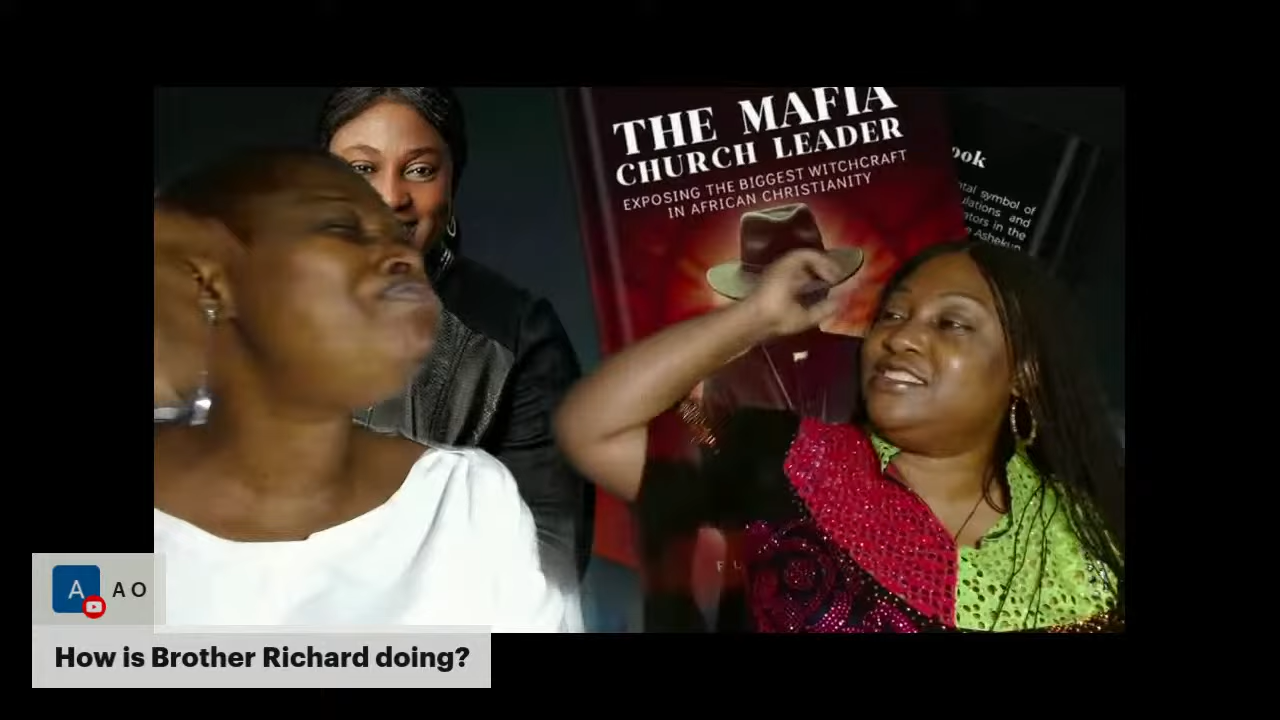 THE MAFIA
CHURCH LEADER
EXPOSING THE BIGGEST WITCHCRAFT
IN AFRICAN CHRISTIANITY
ook
ntal symbol of
ulations and
ators in the
Ashekun
A A O
How is Brother Richard doing?